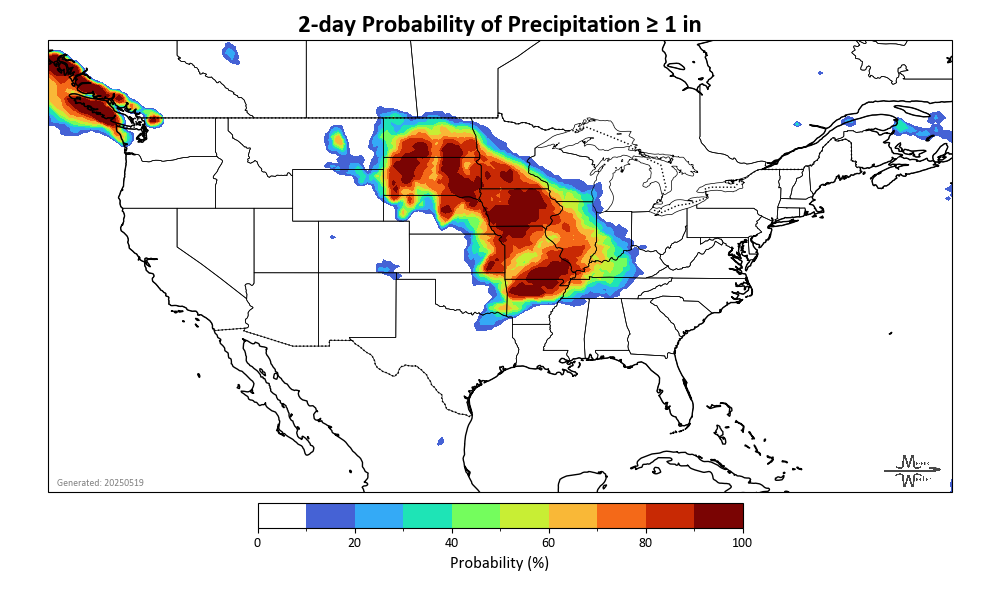 2-day Probability of Precipitation ≥ 1 in
Generated: 20250519
0 20 40 60 80 100
Probability (%)